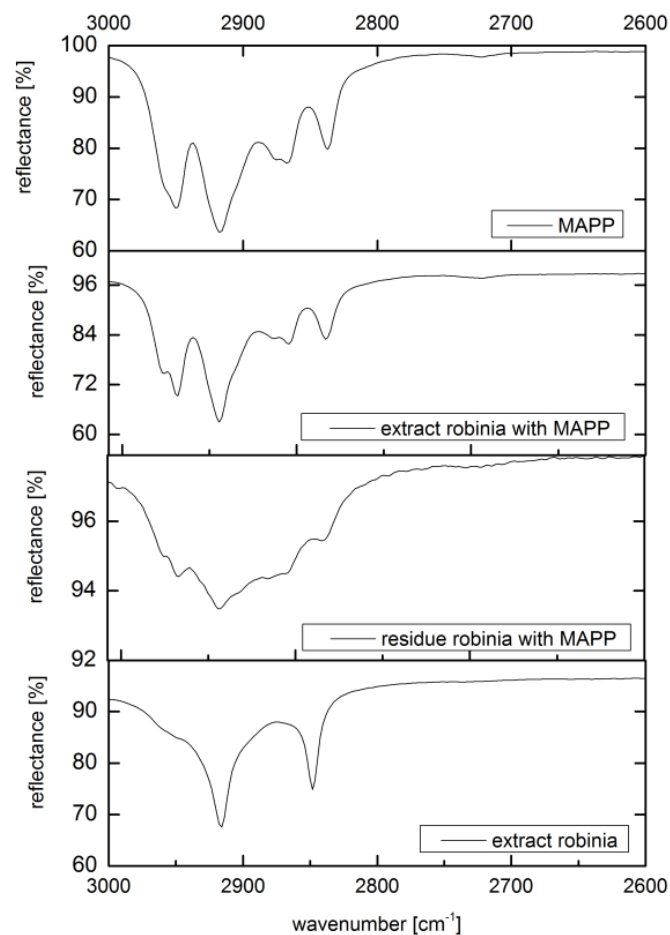 3000 2900 2800 2700 2600
100
90
80
70
60
reflectance [%]
MAPP
96
84
72
60
reflectance [%]
extract robinia with MAPP
96
94
92
reflectance [%]
residue robinia with MAPP
90
80
70
60
reflectance [%]
extract robinia
3000 2900 2800 2700 2600
wavenumber [cm⁻¹]